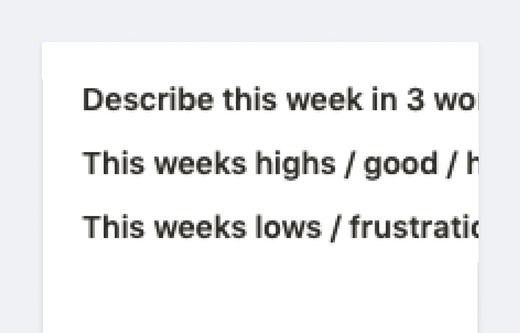 Describe this week in 3
This weeks highs / good /
This weeks lows /